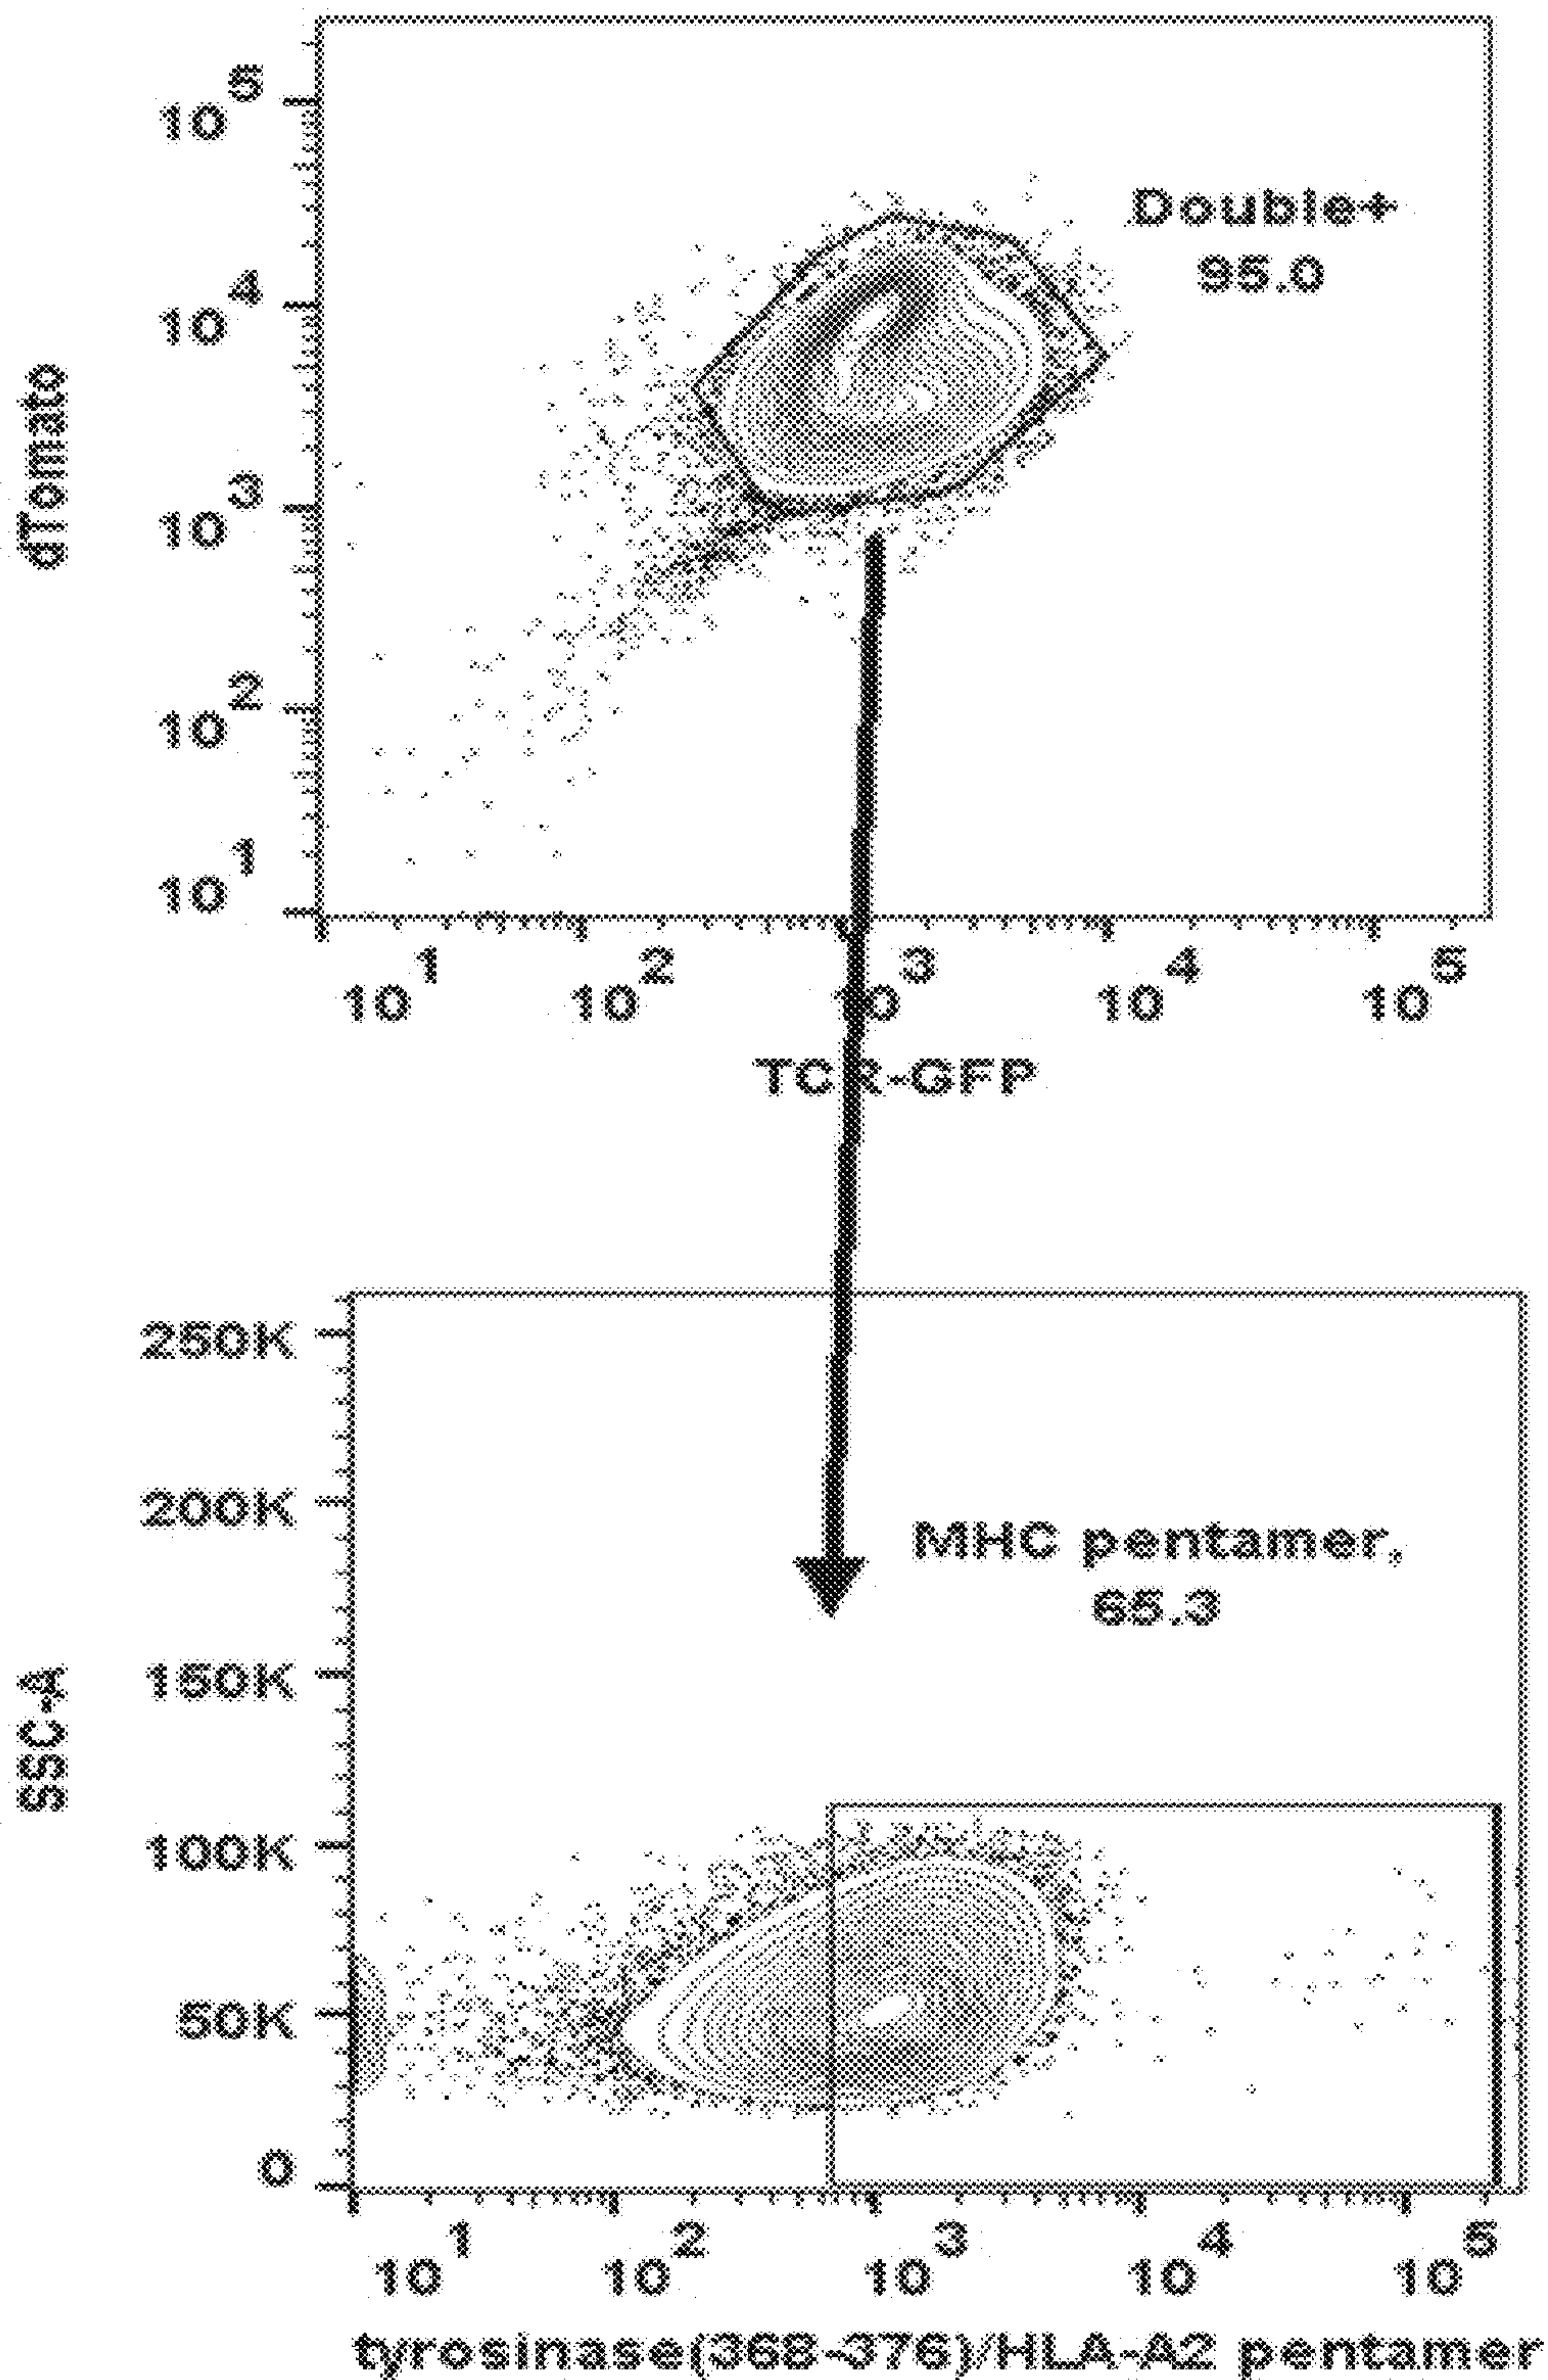 Double+
95.0
10^5
10^4
10^3
10^2
10^1
dTomato
10^1 10^2 10^3 10^4 10^5
TCR-GFP
MHC pentamer,
65.3
250K
200K
150K
100K
50K
0
SSC-A
10^1 10^2 10^3 10^4 10^5
tyrosinase(368-376)/HLA-A2 pentamer